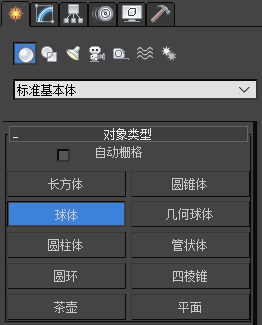 标准基本体
对象类型
自动栅格
长方体 圆锥体
球体 几何球体
圆柱体 管状体
圆环 四棱锥
茶壶 平面